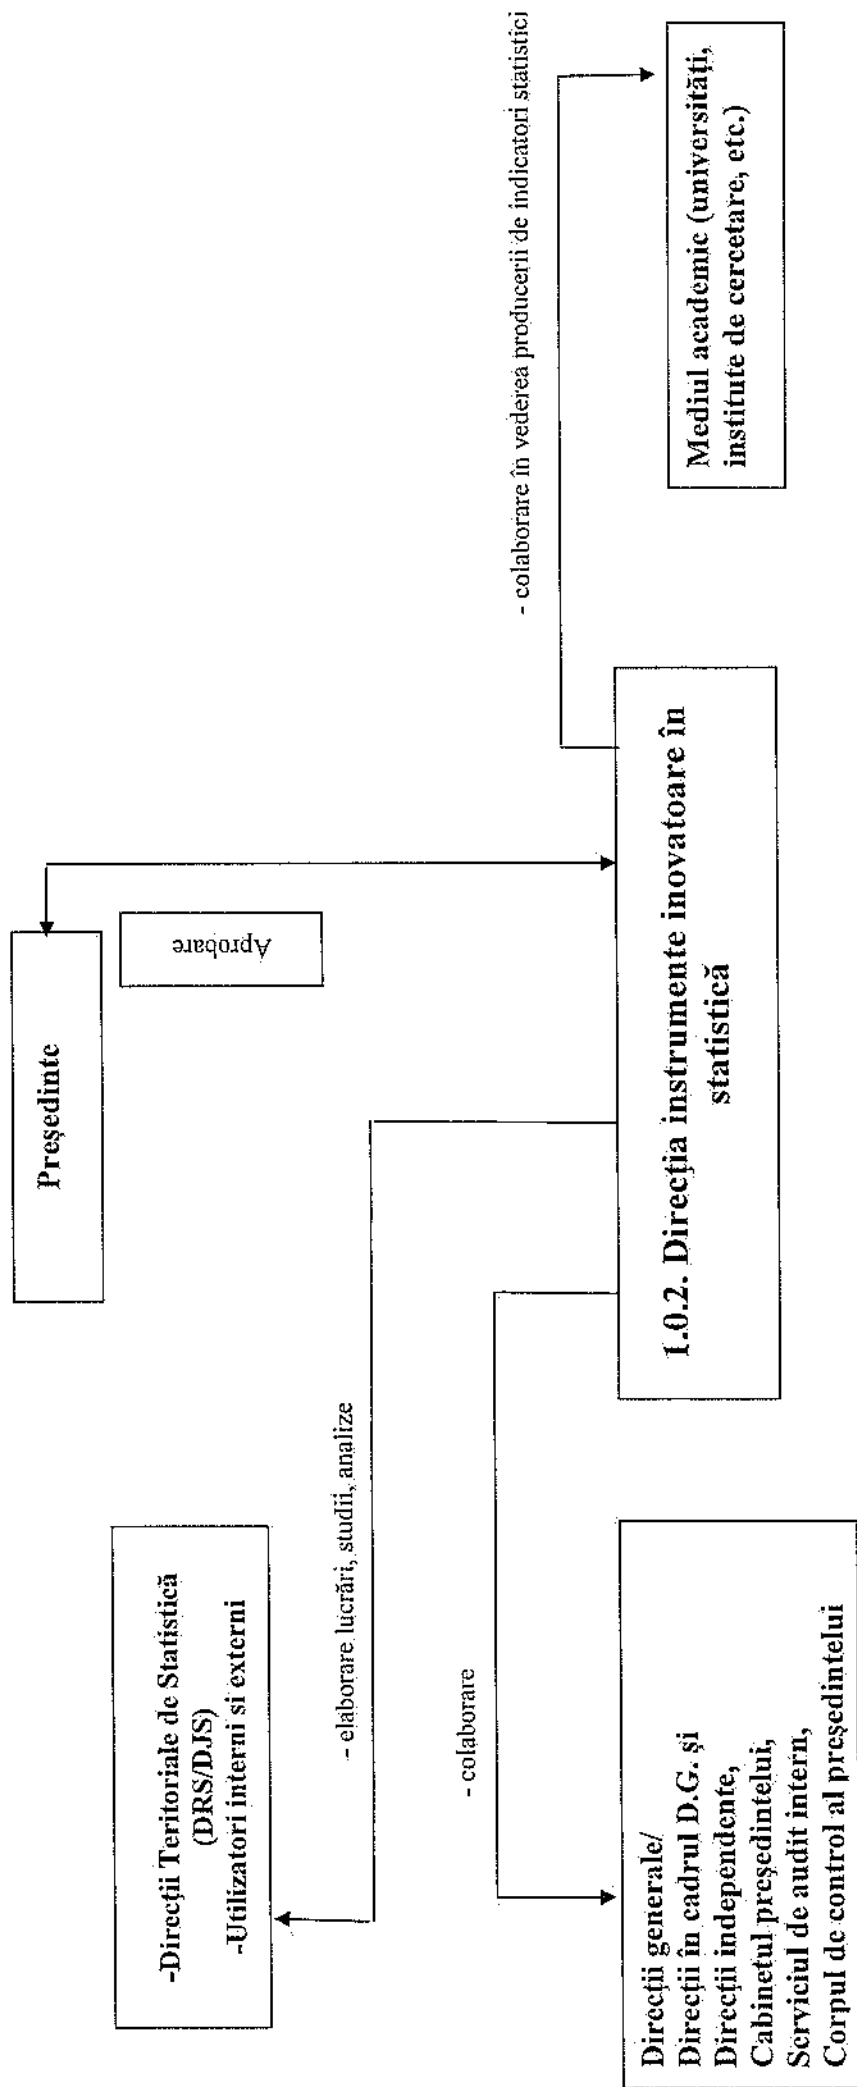 Președinte
Aprobare
-Direcții Teritoriale de Statistică
(DRS/DJS)
-Utilizatori interni si externi
- elaborare lucrări, studii, analize
- colaborare
- colaborare în vederea producerii de indicatori statistici
1.0.2. Direcția instrumente inovatoare în
statistică
Direcții generale/
Direcții în cadrul D.G. și
Direcții independente,
Cabinetul președintelui,
Serviciul de audit intern,
Corpul de control al președintelui
Mediul academic (universități,
institute de cercetare, etc.)